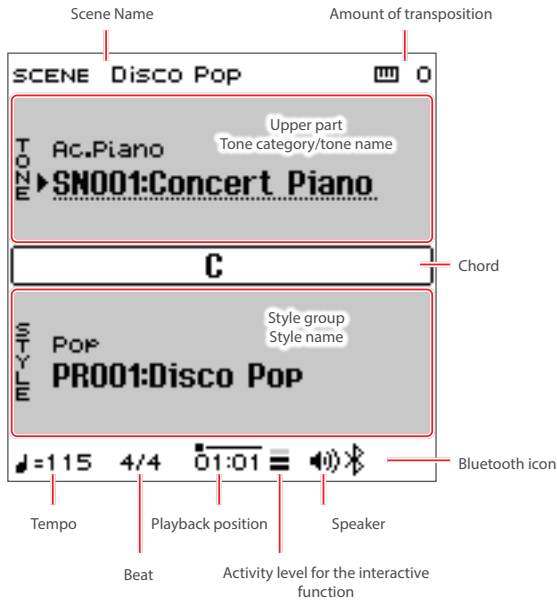 Scene Name
Amount of transposition
SCENE Disco Pop 0
TONE
Upper part
Tone category/tone name
Ac.Piano
SN001:Concert Piano
C
Chord
STYLE
Style group
Style name
Pop
PR001:Disco Pop
♩=115 4/4 01:01
Bluetooth icon
Tempo
Playback position
Speaker
Beat
Activity level for the interactive
function